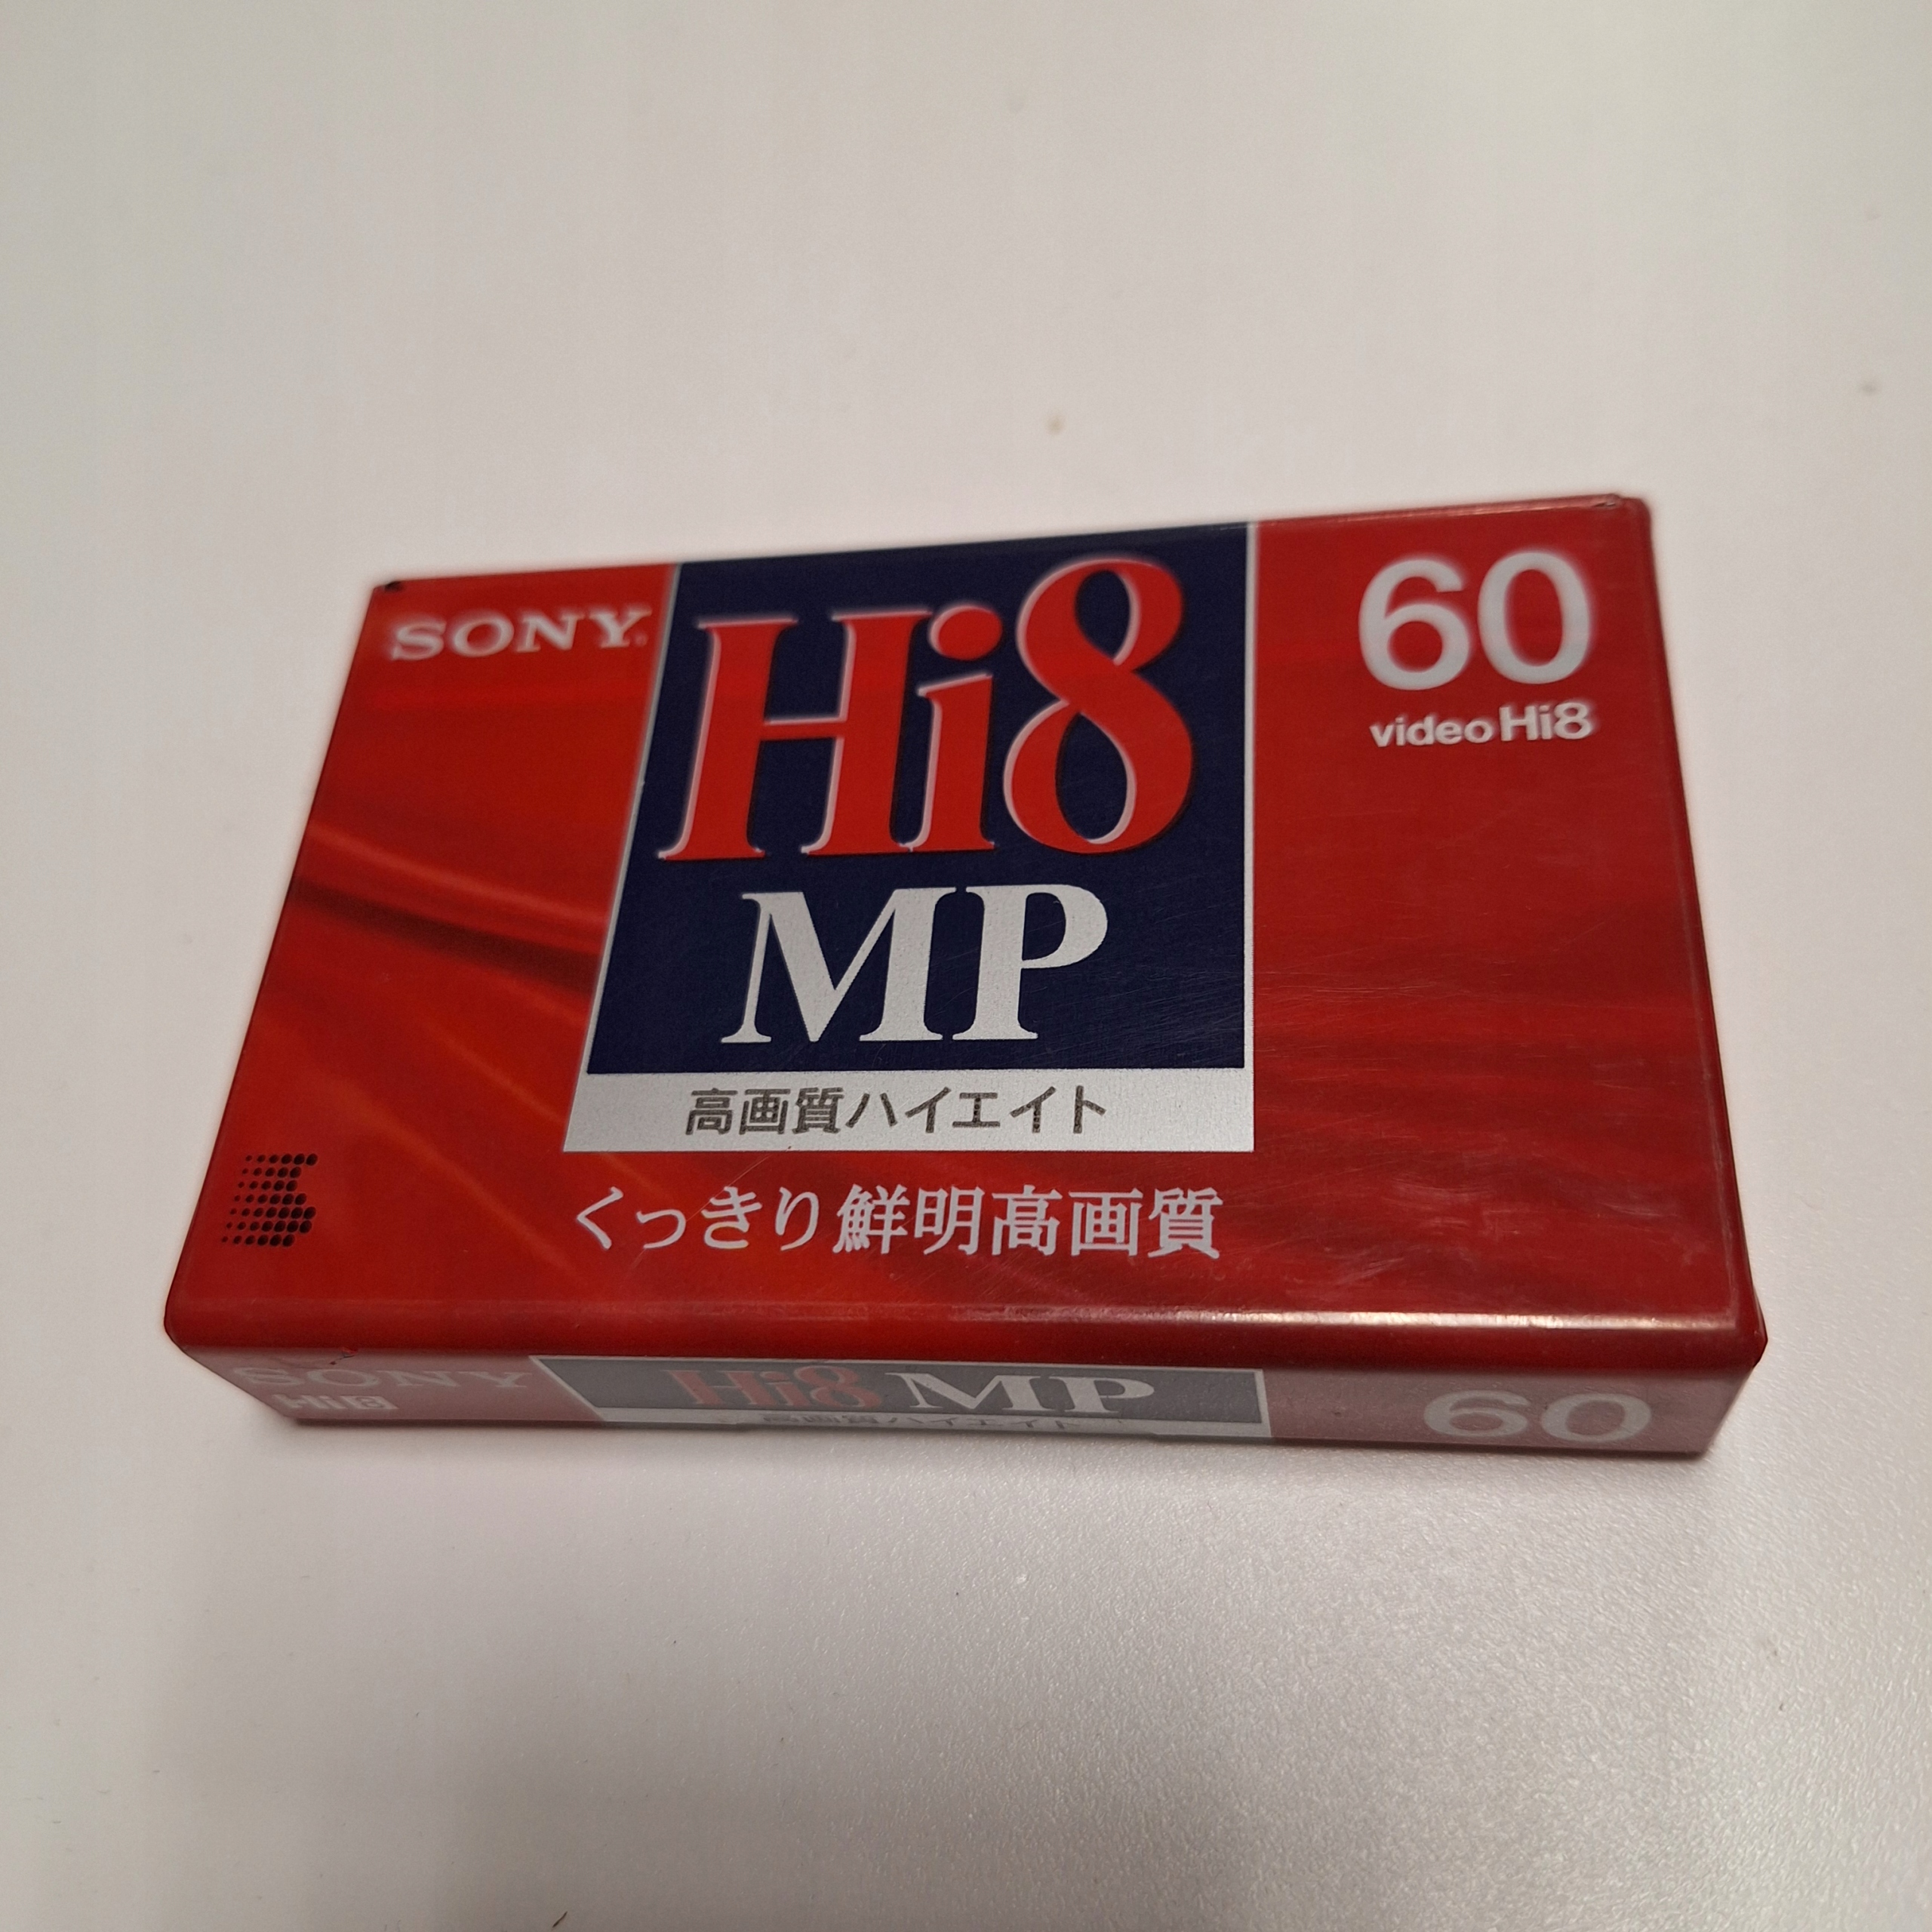 SONY
Hi8
MP
60
video Hi8
高画質ハイエイト
くっきり鮮明高画質
SONY
Hi8
Hi8 MP
高画質ハイエイト
60